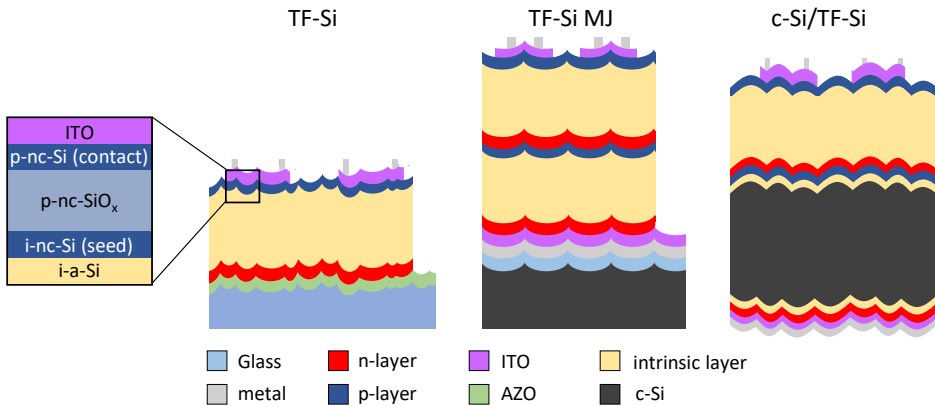 TF-Si
TF-Si MJ
c-Si/TF-Si
ITO
p-nc-Si (contact)
p-nc-SiOx
i-nc-Si (seed)
i-a-Si
Glass
n-layer
ITO
intrinsic layer
metal
p-layer
AZO
c-Si